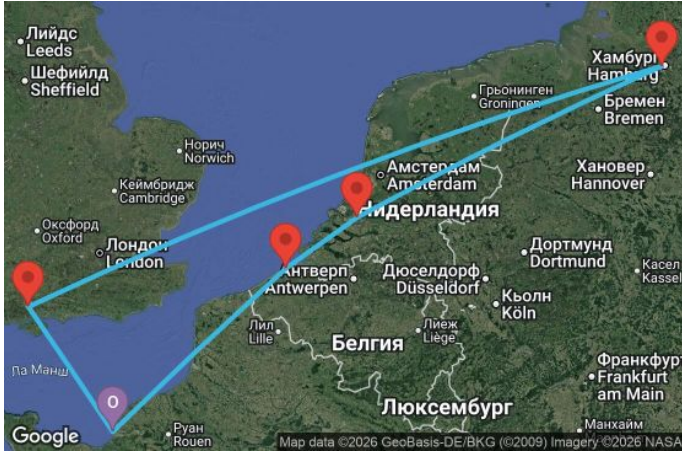 Лийдс
Leeds
Шефийлд
Sheffield
Норич
Norwich
Кеймбридж
Cambridge
Оксфорд
Oxford
Лондон
London
Ла Манш
Хамбург
Hamburg
Грьонинген
Groningen
Бремен
Bremen
Амстердам
Amsterdam
Хановер
Hannover
Нидерландия
Антверп
Antwerpen
Дюселдорф
Düsseldorf
Дортмунд
Dortmund
Касел
Kassel
Кьолн
Köln
Лил
Lille
Белгия
Лиеж
Liège
Франкфурт
Frankfurt
am Main
Люксембург
O
Руан
Rouen
Манхайм
Google
Map data ©2026 GeoBasis-DE/BKG (©2009) Imagery ©2026 NASA